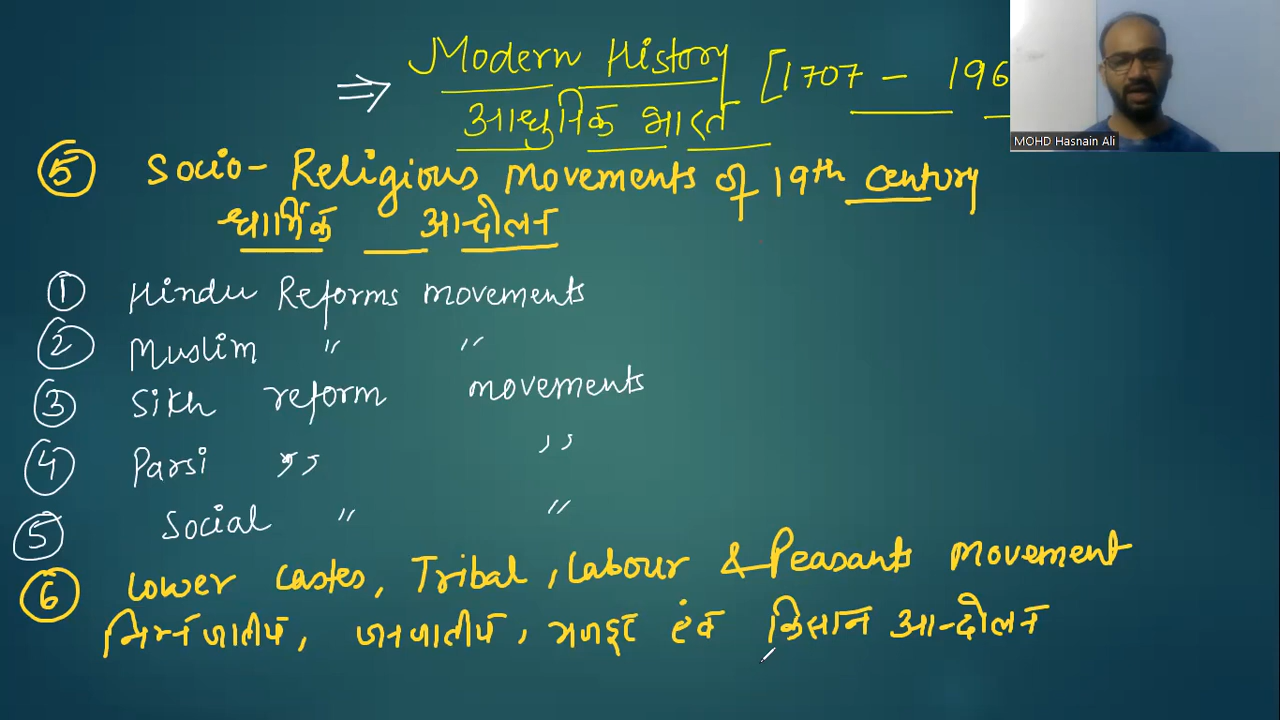 ⇒ Modern History [1707 - 196
आधुनिक भारत
MOHD Hasnain Ali
⑤ Socio-Religious Movements of 19th century
धार्मिक आन्दोलन
① Hindu Reforms movements
② Muslim " "
③ Sikh reform movements
④ Parsi " "
⑤ Social " "
⑥ Lower Castes, Tribal, Labour & Peasants Movement
जनजातीय, एंव किसान आन्दोलन